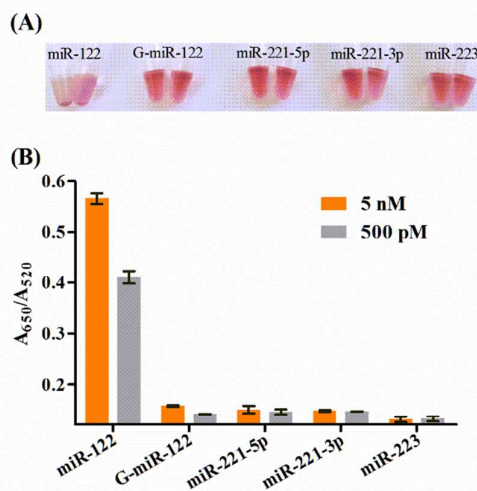 (A)
miR-122 G-miR-122 miR-221-5p miR-221-3p miR-223
(B)
0.6
0.5
0.4
0.3
0.2
A650/A520
5 nM
500 pM
miR-122
G-miR-122
miR-221-5p
miR-221-3p
miR-223